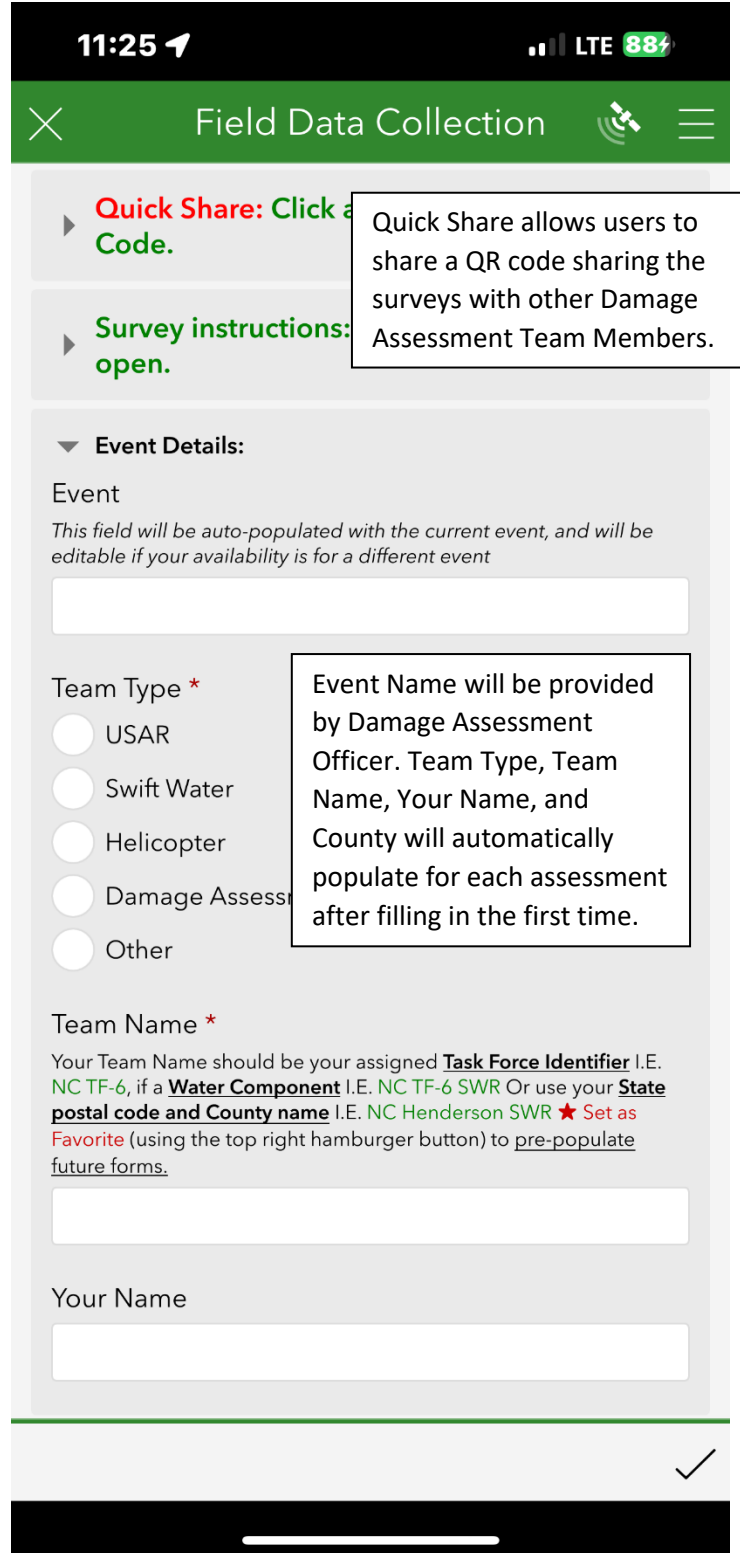 11:25
LTE 88
Field Data Collection
Quick Share: Click
Code.
Quick Share allows users to
share a QR code sharing the
surveys with other Damage
Assessment Team Members.
Survey instructions:
open.
Event Details:
Event
This field will be auto-populated with the current event, and will be
editable if your availability is for a different event
Team Type *
USAR
Swift Water
Helicopter
Damage
Other
Event Name will be provided
by Damage Assessment
Officer. Team Type, Team
Name, Your Name, and
County will automatically
populate for each assessment
after filling in the first time.
Team Name *
Your Team Name should be your assigned Task Force Identifier I.E.
NC TF-6, if a Water Component I.E. NC TF-6 SWR Or use your State
postal code and County name I.E. NC Henderson SWR ★ Set as
Favorite (using the top right hamburger button) to pre-populate
future forms.
Your Name